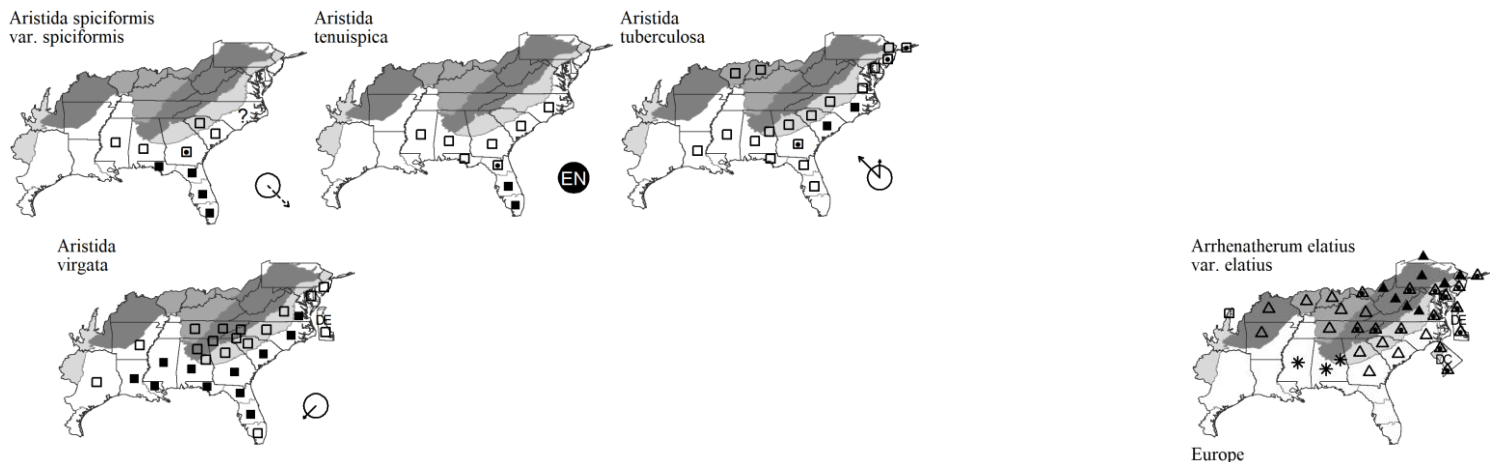 Aristida spiciformis
var. spiciformis
Aristida
tenuispica
Aristida
tuberculosa
?
EN
Aristida
virgata
DE
Arrhenatherum elatius
var. elatius
DE
DC
Europe